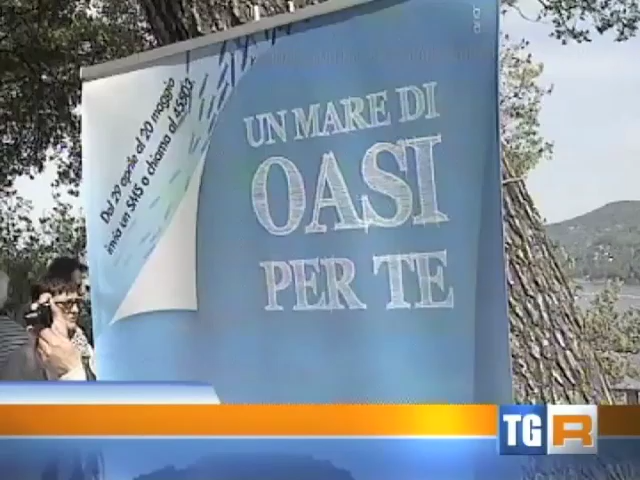 Dal 29 aprile al 20 maggio
invia un SMS o chiama al 45503
UN MARE DI
OASI
PER TE
TGR